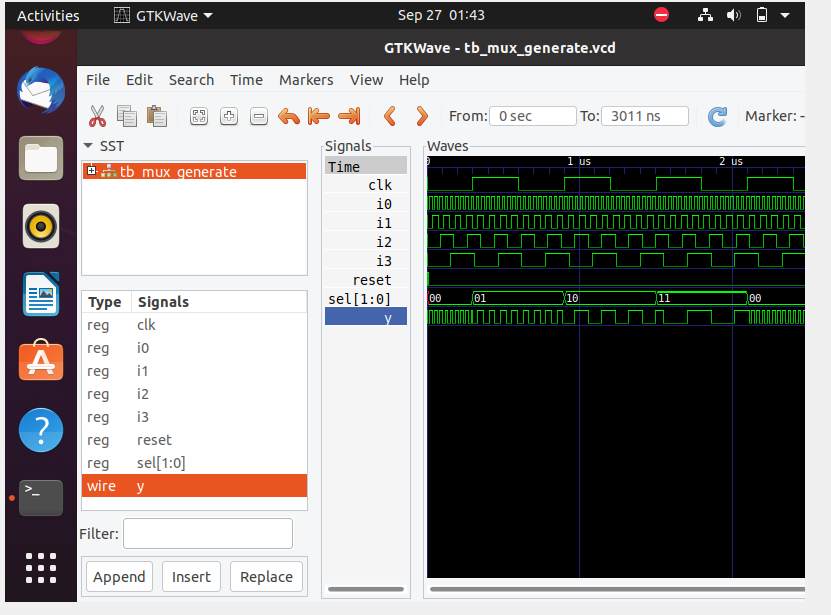 Activities GTKWave Sep 27 01:43
GTKWave - tb_mux_generate.vcd
File Edit Search Time Markers View Help
From: 0 sec To: 3011 ns Marker: -
SST
tb_mux_generate
Type Signals
reg clk
reg i0
reg i1
reg i2
reg i3
reg reset
reg sel[1:0]
wire y
Filter:
Append Insert Replace
Signals
Time
clk
i0
i1
i2
i3
reset
sel[1:0]
y
Waves
0 1 us 2 us
00 01 10 11 00